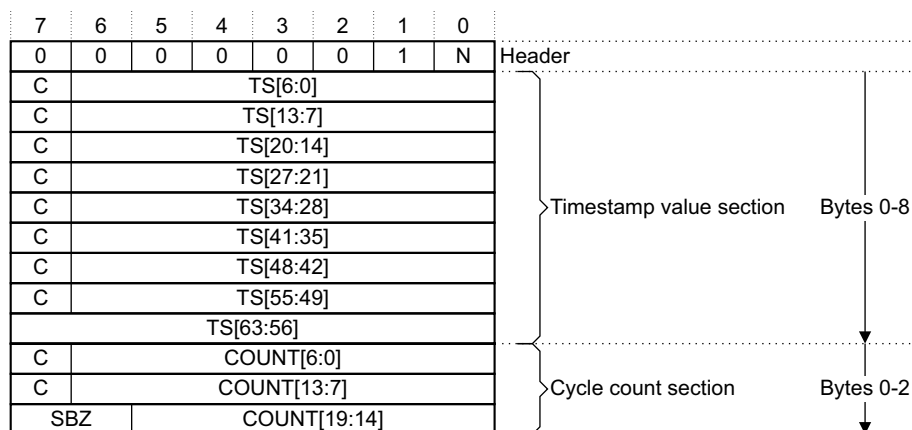 7 6 5 4 3 2 1 0
0 0 0 0 0 0 1 N Header
C TS[6:0]
C TS[13:7]
C TS[20:14]
C TS[27:21]
C TS[34:28] Timestamp value section Bytes 0-8
C TS[41:35]
C TS[48:42]
C TS[55:49]
TS[63:56]
C COUNT[6:0]
C COUNT[13:7] Cycle count section Bytes 0-2
SBZ COUNT[19:14]